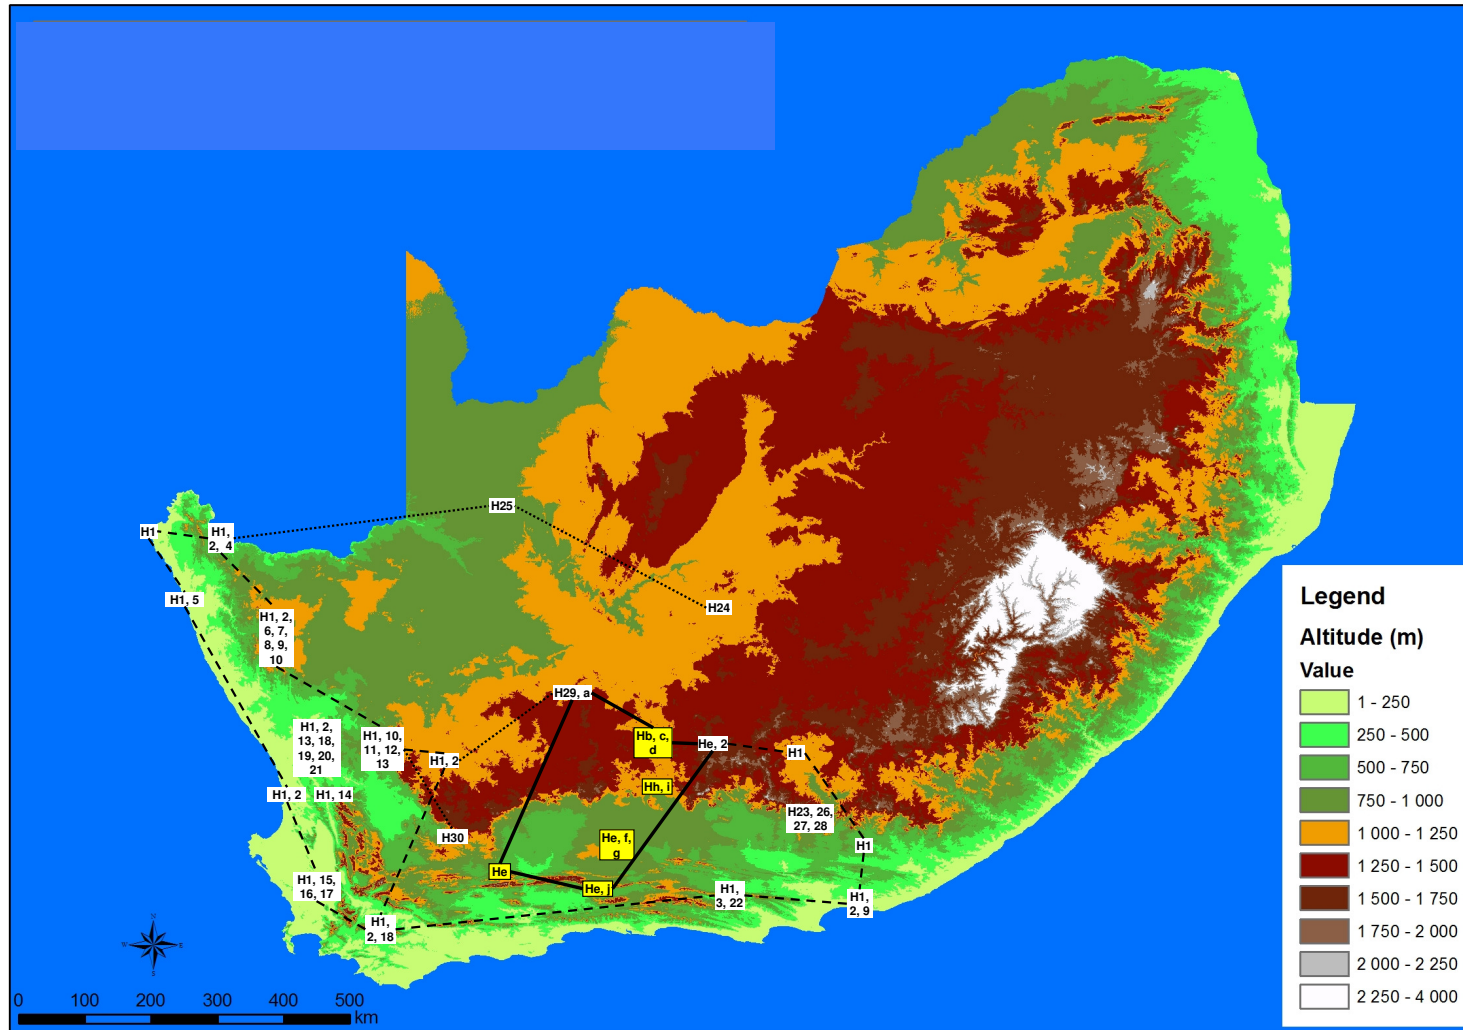 H25
H1
H1,
2, 4
H1, 5
H24
H1, 2,
6, 7,
8, 9,
10
H29, a
H1, 2,
13, 18,
19, 20,
21
H1, 10,
11, 12,
13
H1, 2
Hb, c,
d
He, 2
H1
Hh, i
H1, 2
H1, 14
H23, 26,
27, 28
H30
He, f,
g
H1
He
He, j
H1, 15,
16, 17
H1,
3, 22
H1,
2, 9
H1,
2, 18
N
W
E
S
0 100 200 300 400 500
km
Legend
Altitude (m)
Value
1 - 250
250 - 500
500 - 750
750 - 1 000
1 000 - 1 250
1 250 - 1 500
1 500 - 1 750
1 750 - 2 000
2 000 - 2 250
2 250 - 4 000